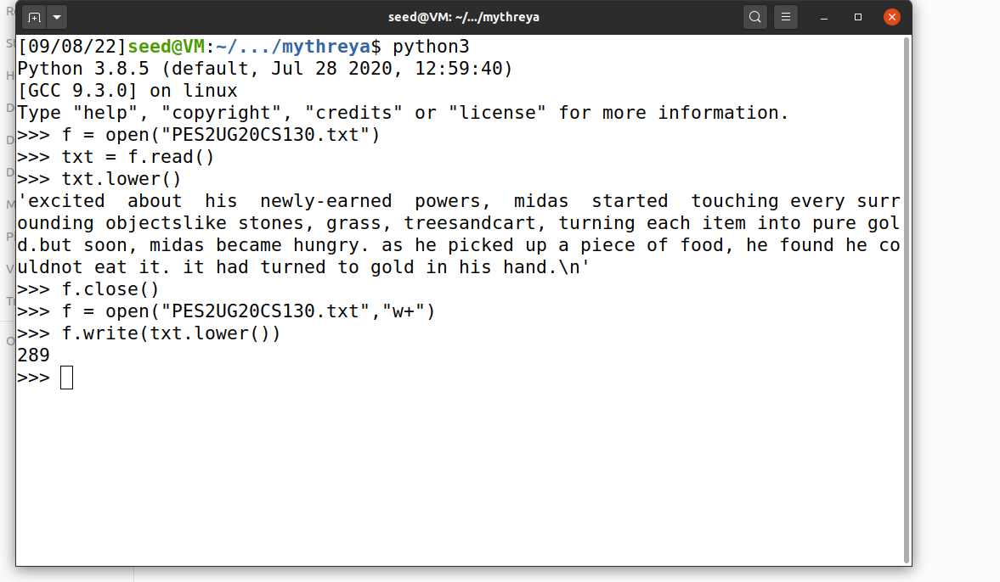 seed@VM: ~/.../mythreya
[09/08/22]seed@VM:~/.../mythreya$ python3
Python 3.8.5 (default, Jul 28 2020, 12:59:40)
[GCC 9.3.0] on linux
Type "help", "copyright", "credits" or "license" for more information.
>>> f = open("PES2UG20CS130.txt")
>>> txt = f.read()
>>> txt.lower()
'excited  about  his  newly-earned  powers,  midas  started  touching every surr
ounding objectslike stones, grass, treesandcart, turning each item into pure gol
d.but soon, midas became hungry. as he picked up a piece of food, he found he co
uldnot eat it. it had turned to gold in his hand.\n'
>>> f.close()
>>> f = open("PES2UG20CS130.txt","w+")
>>> f.write(txt.lower())
289
>>>